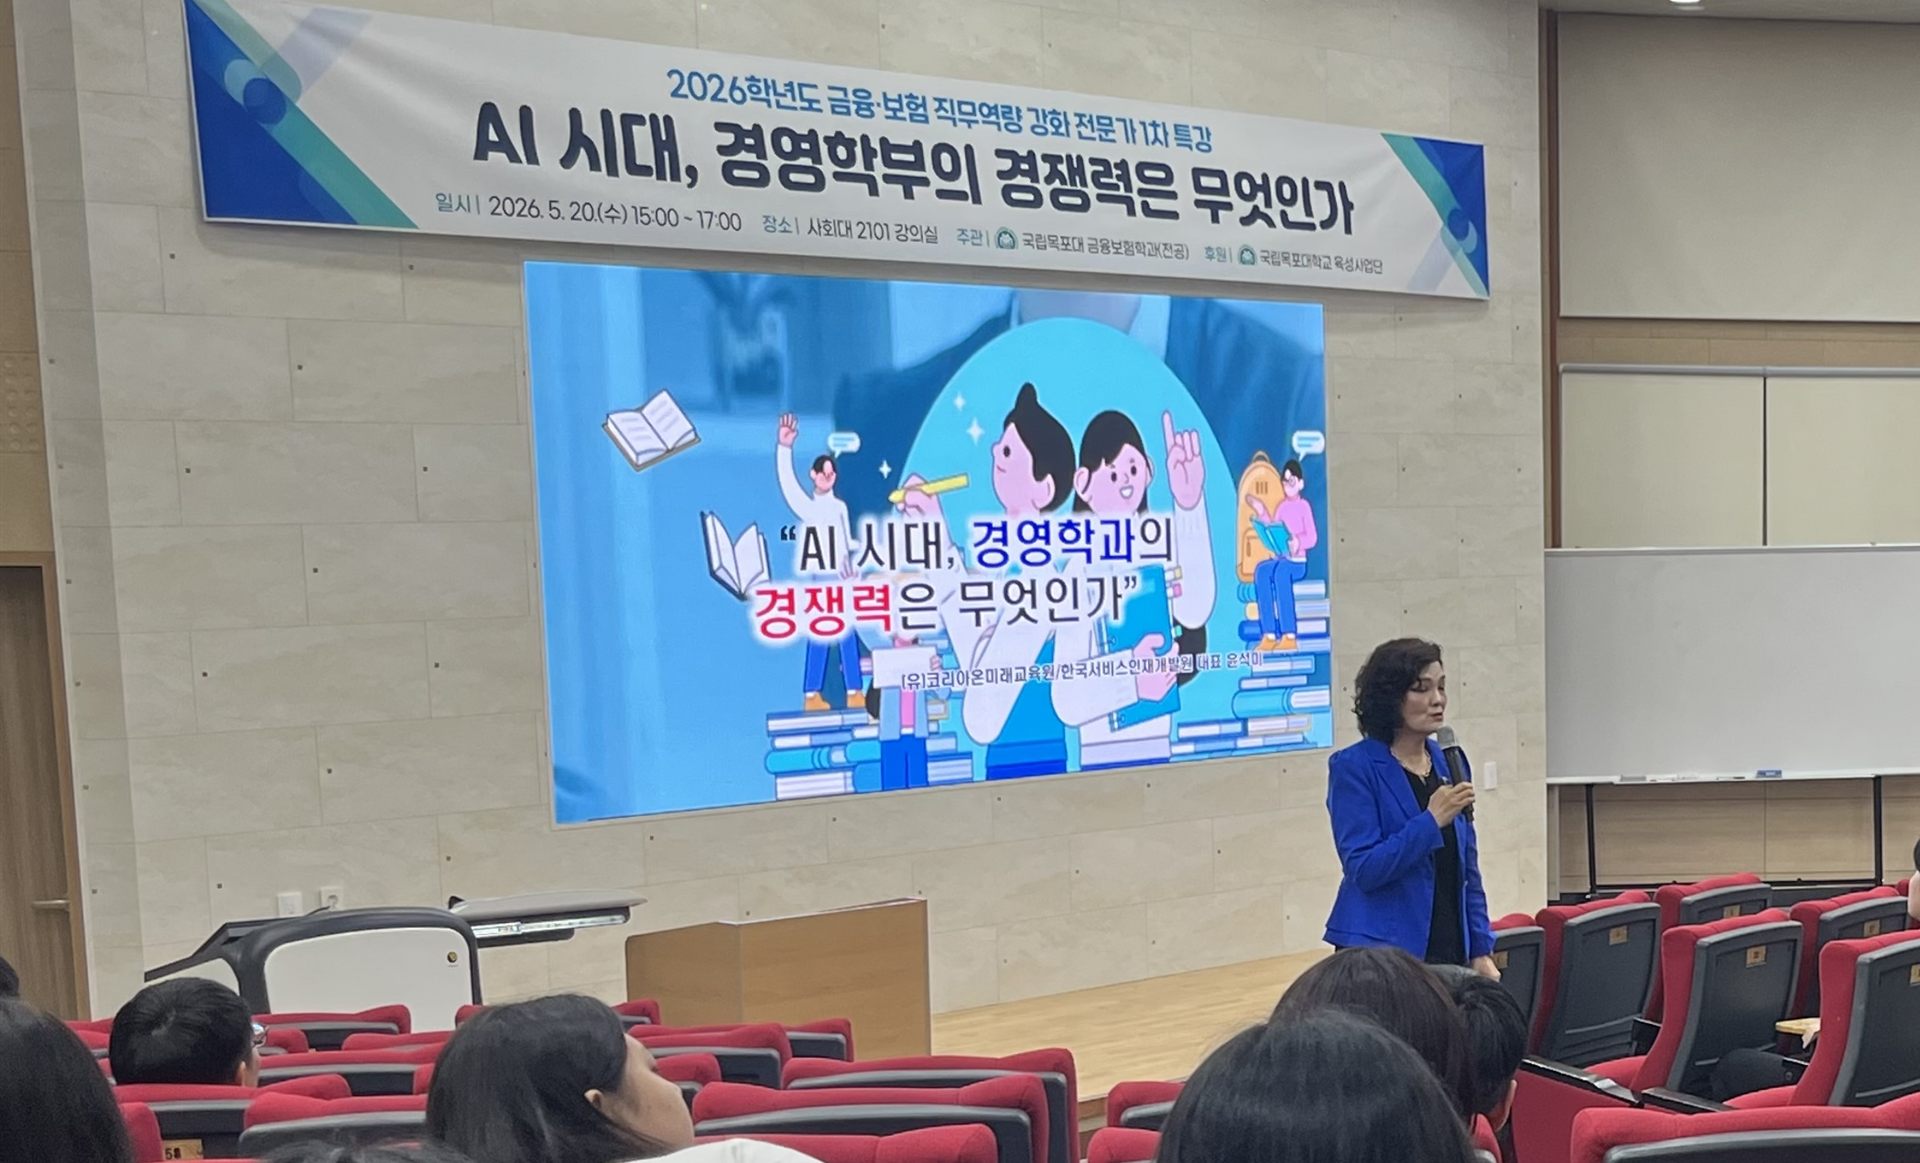 2026학년도 금융·보험 직무역량 강화 전문가 1차 특강
AI 시대, 경영학부의 경쟁력은 무엇인가
일시 | 2026. 5. 20.(수) 15:00 ~ 17:00 장소 | 사회대 2101 강의실 주관 | 국립목포대 금융보험학과(전공) 후원 | 국립목포대학교 육성사업단
“AI 시대, 경영학과의
경쟁력은 무엇인가”
(유)코리아온미래교육원/한국서비스인재개발원 대표 윤석미